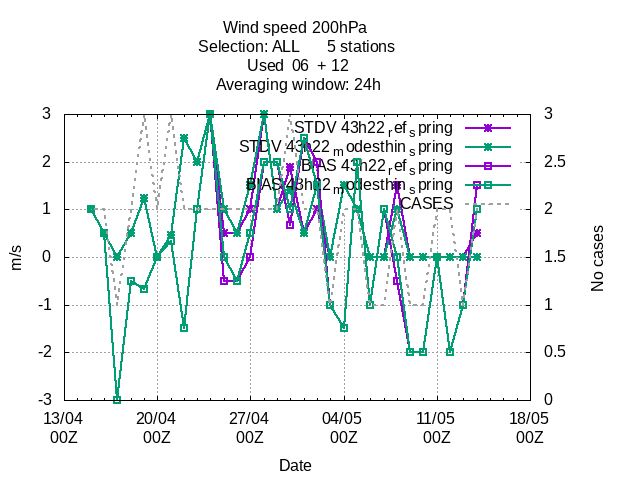 Wind speed 200hPa
Selection: ALL 5 stations
Used 06 + 12
Averaging window: 24h
3 3
STDV 43h22_ref_spring
STDV 43h22_modesthin_spring
2 2.5
BIAS 43h22_ref_spring
BIAS 43h22_modesthin_spring
CASES
1 2
0 1.5
-1 1
-2 0.5
-3 0
m/s
No cases
13/04 20/04 27/04 04/05 11/05 18/05
00Z 00Z 00Z 00Z 00Z 00Z
Date